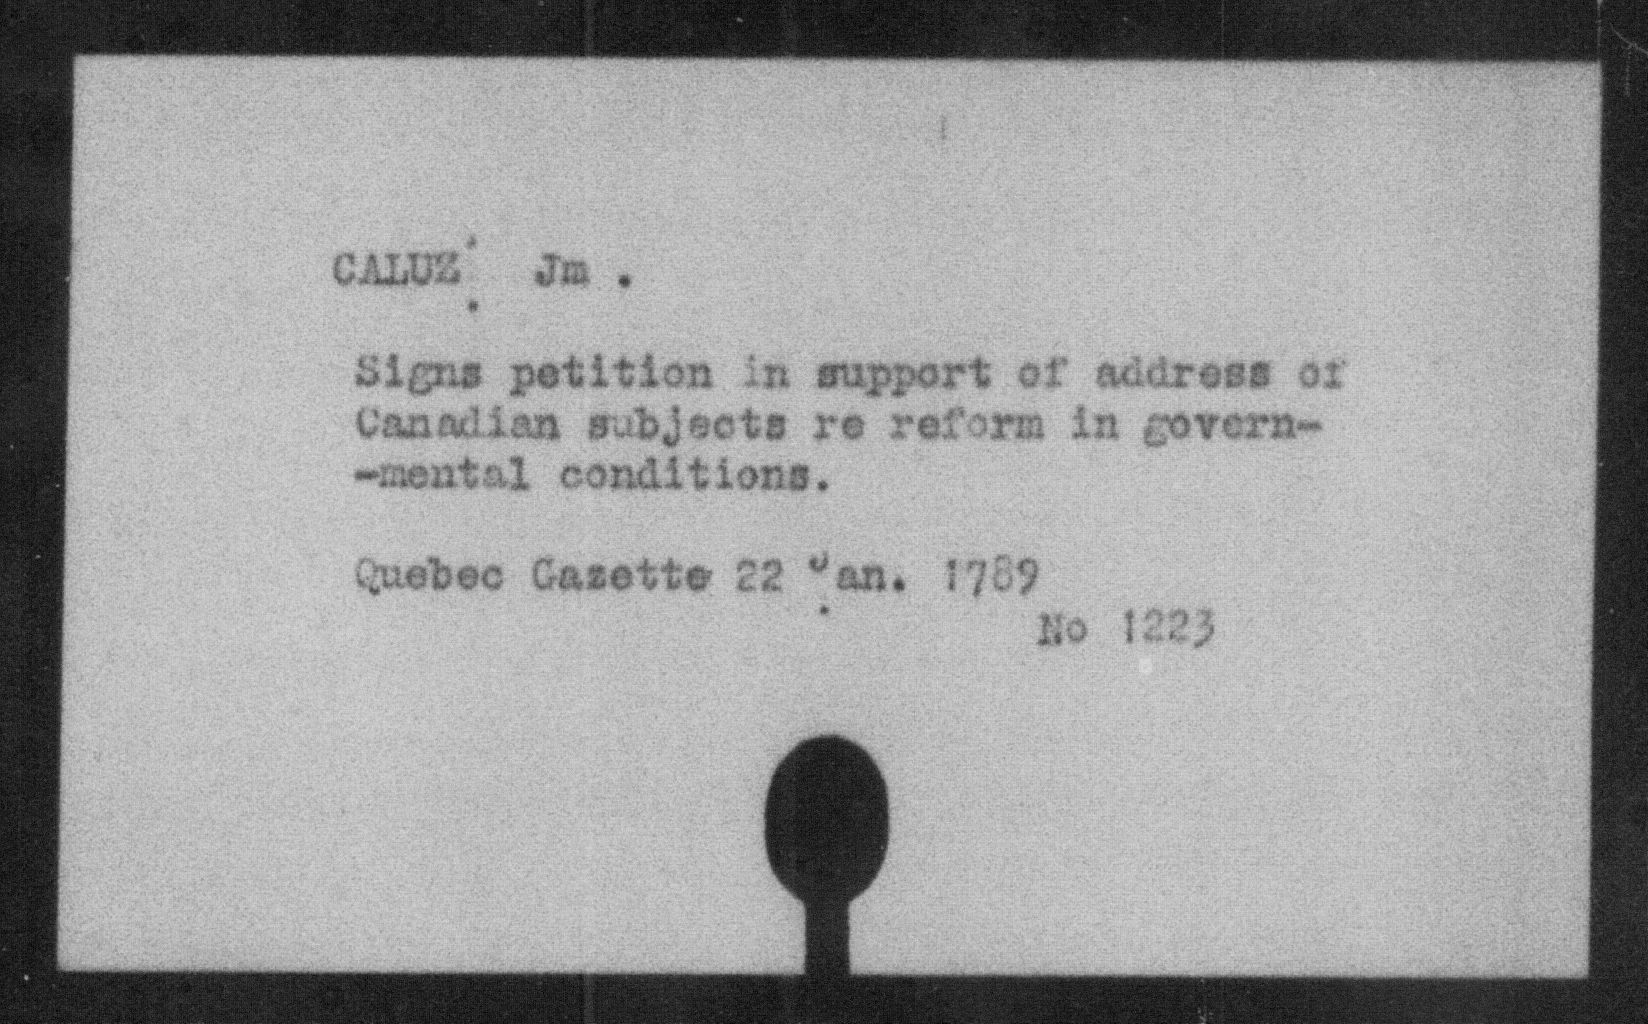 CALUZ Jm .
Signs petition in support of address of
Canadian subjects re reform in govern-
-mental conditions.
Quebec Gazette 22 Jan. 1789
No 1223